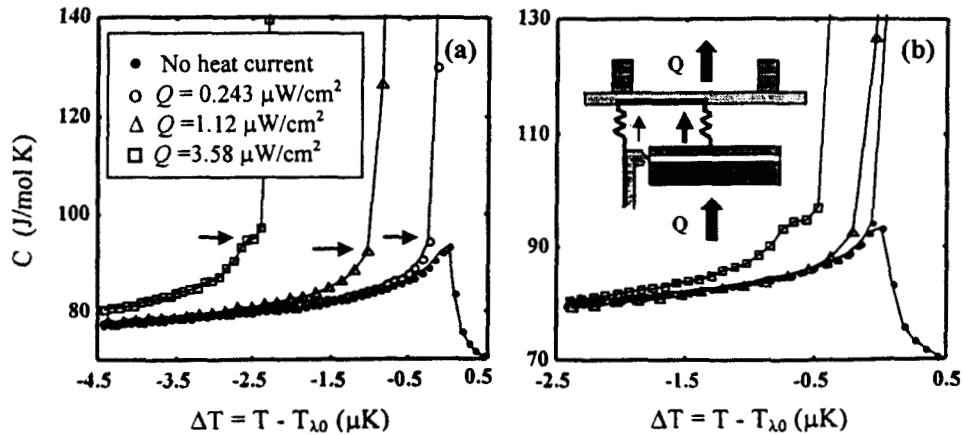 (a)
No heat current
Q = 0.243 μW/cm²
Q =1.12 μW/cm²
Q =3.58 μW/cm²
C (J/mol K)
160
140
120
100
80
-4.5 -3.5 -2.5 -1.5 -0.5 0.5
ΔT = T - Tλ0 (μK)
(b)
Q
Q
130
110
90
70
-2.5 -1.5 -0.5 0.5
ΔT = T - Tλ0 (μK)